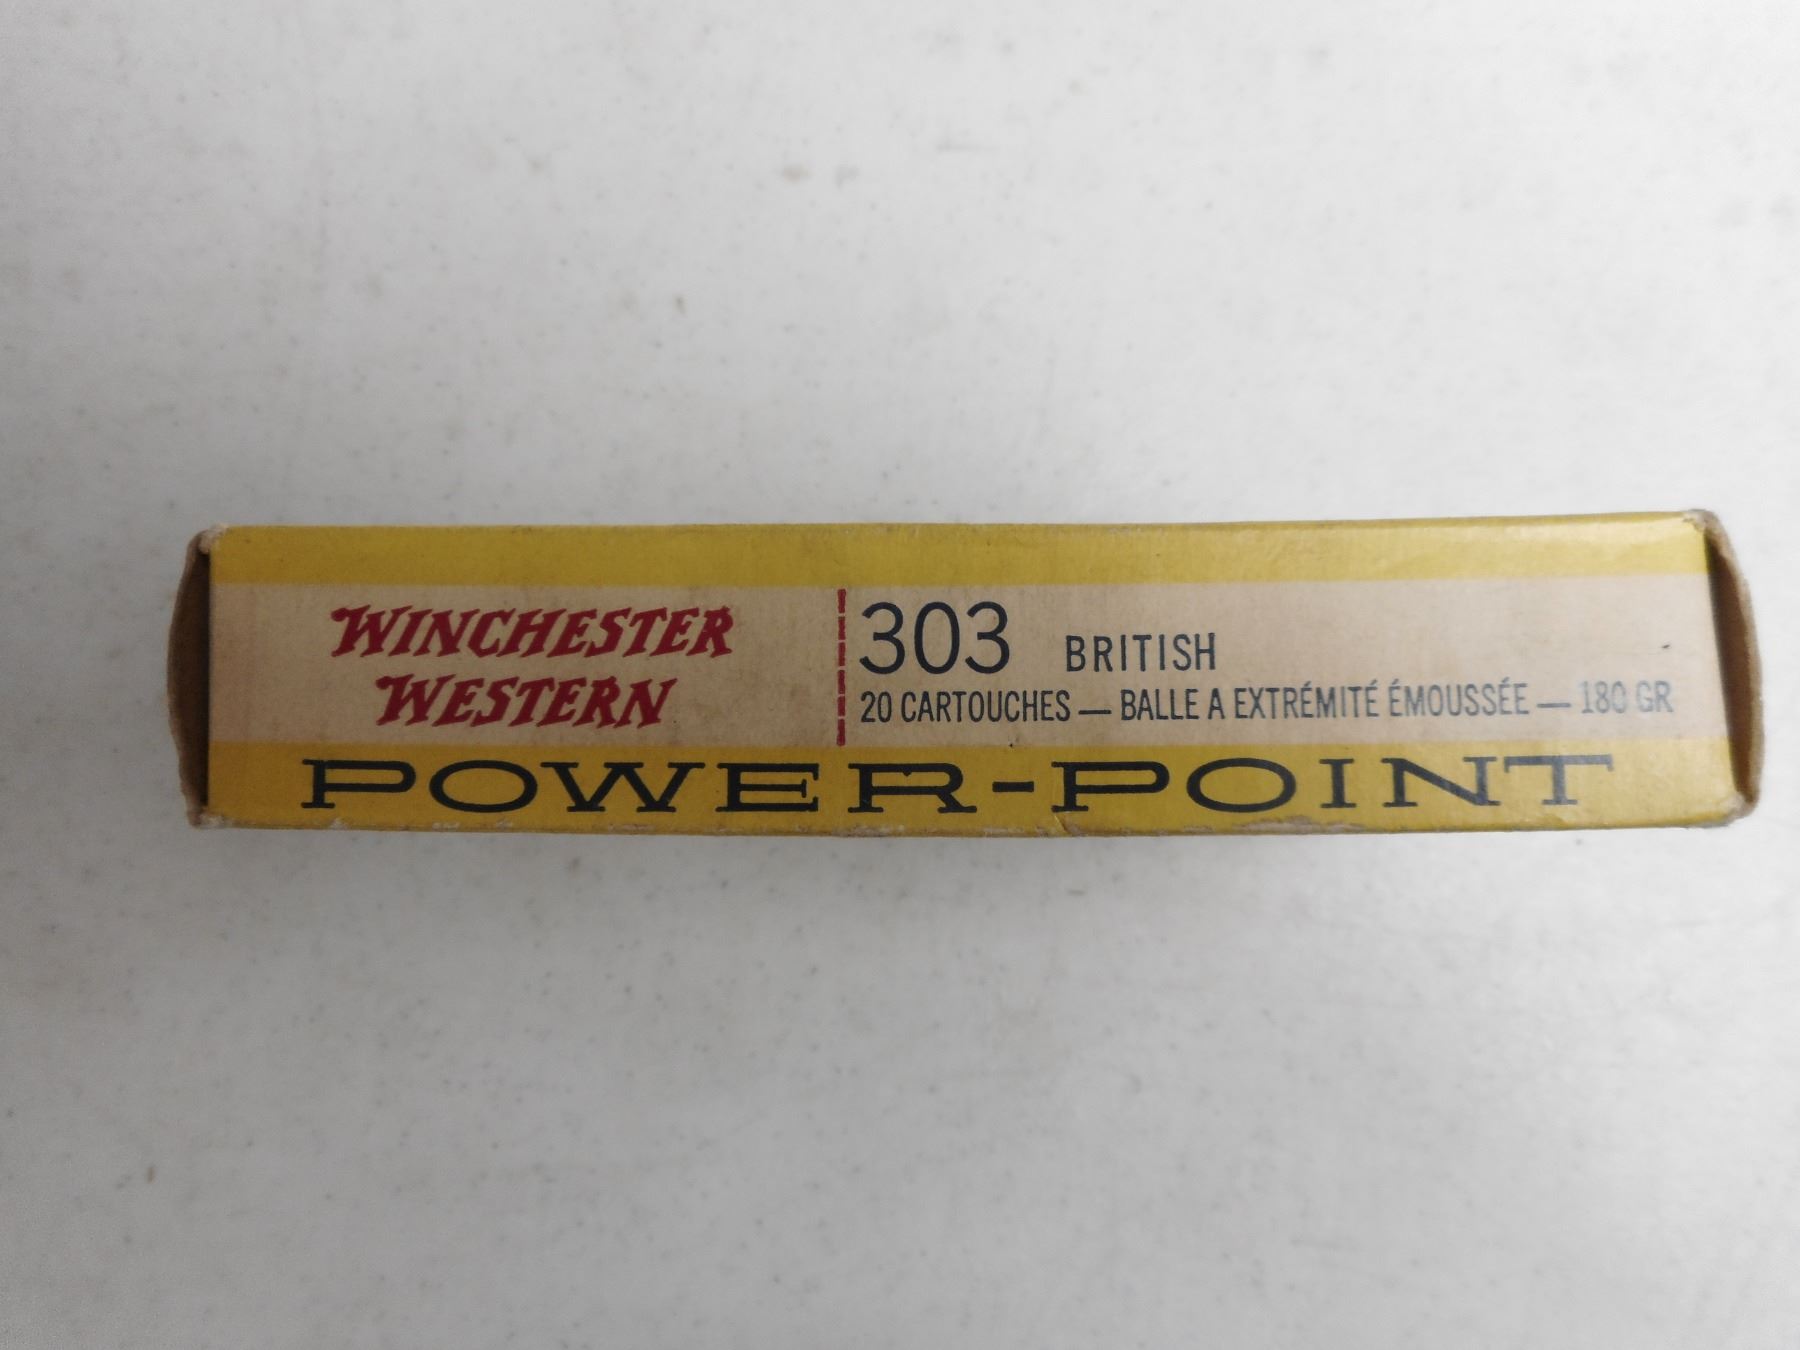 WINCHESTER
WESTERN
303 BRITISH
20 CARTOUCHES — BALLE A EXTRÉMITÉ ÉMOUSSÉE — 180 GR
POWER-POINT